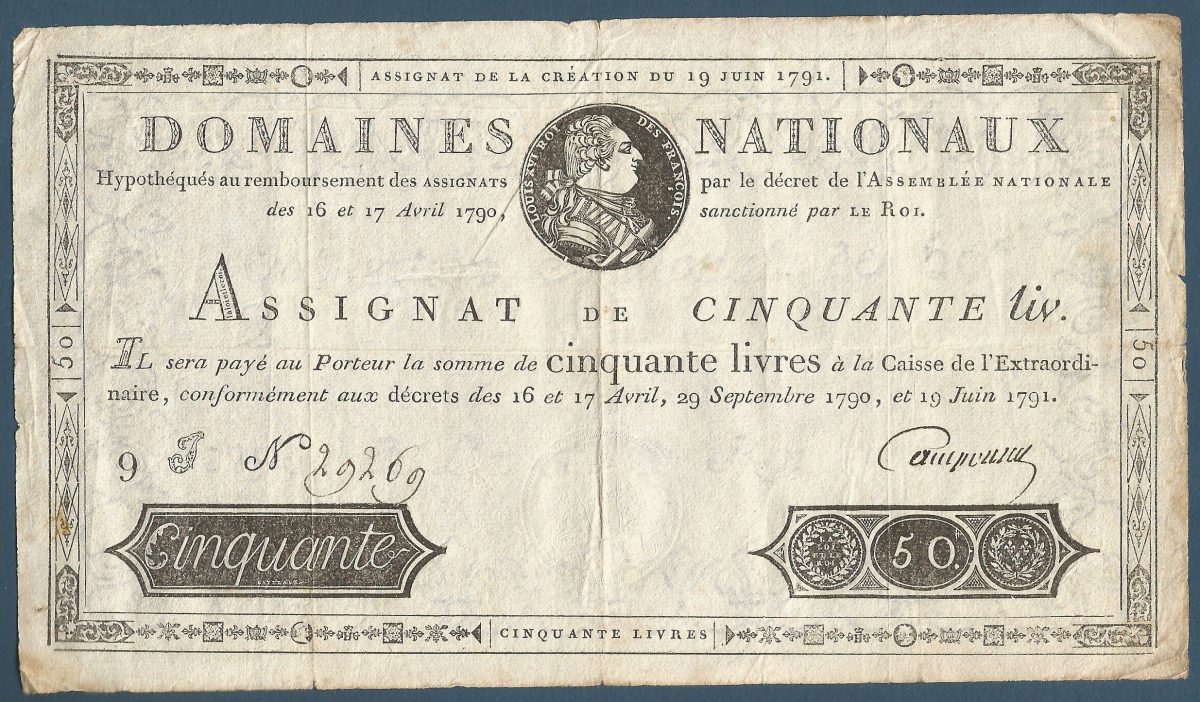 ASSIGNAT DE LA CRÉATION DU 19 JUIN 1791.
DOMAINES NATIONAUX
LOUIS XVI ROY DES FRANÇOIS.
Hypothéqués au remboursement des ASSIGNATS par le décret de l'ASSEMBLÉE NATIONALE
des 16 et 17 Avril 1790, sanctionné par LE ROI.
ASSIGNAT DE CINQUANTE liv.
IL sera payé au Porteur la somme de cinquante livres à la Caisse de l'Extraordi-
naire, conformément aux décrets des 16 et 17 Avril, 29 Septembre 1790, et 19 Juin 1791.
50
50
9 J N 29269
Cinquante
50.
CINQUANTE LIVRES